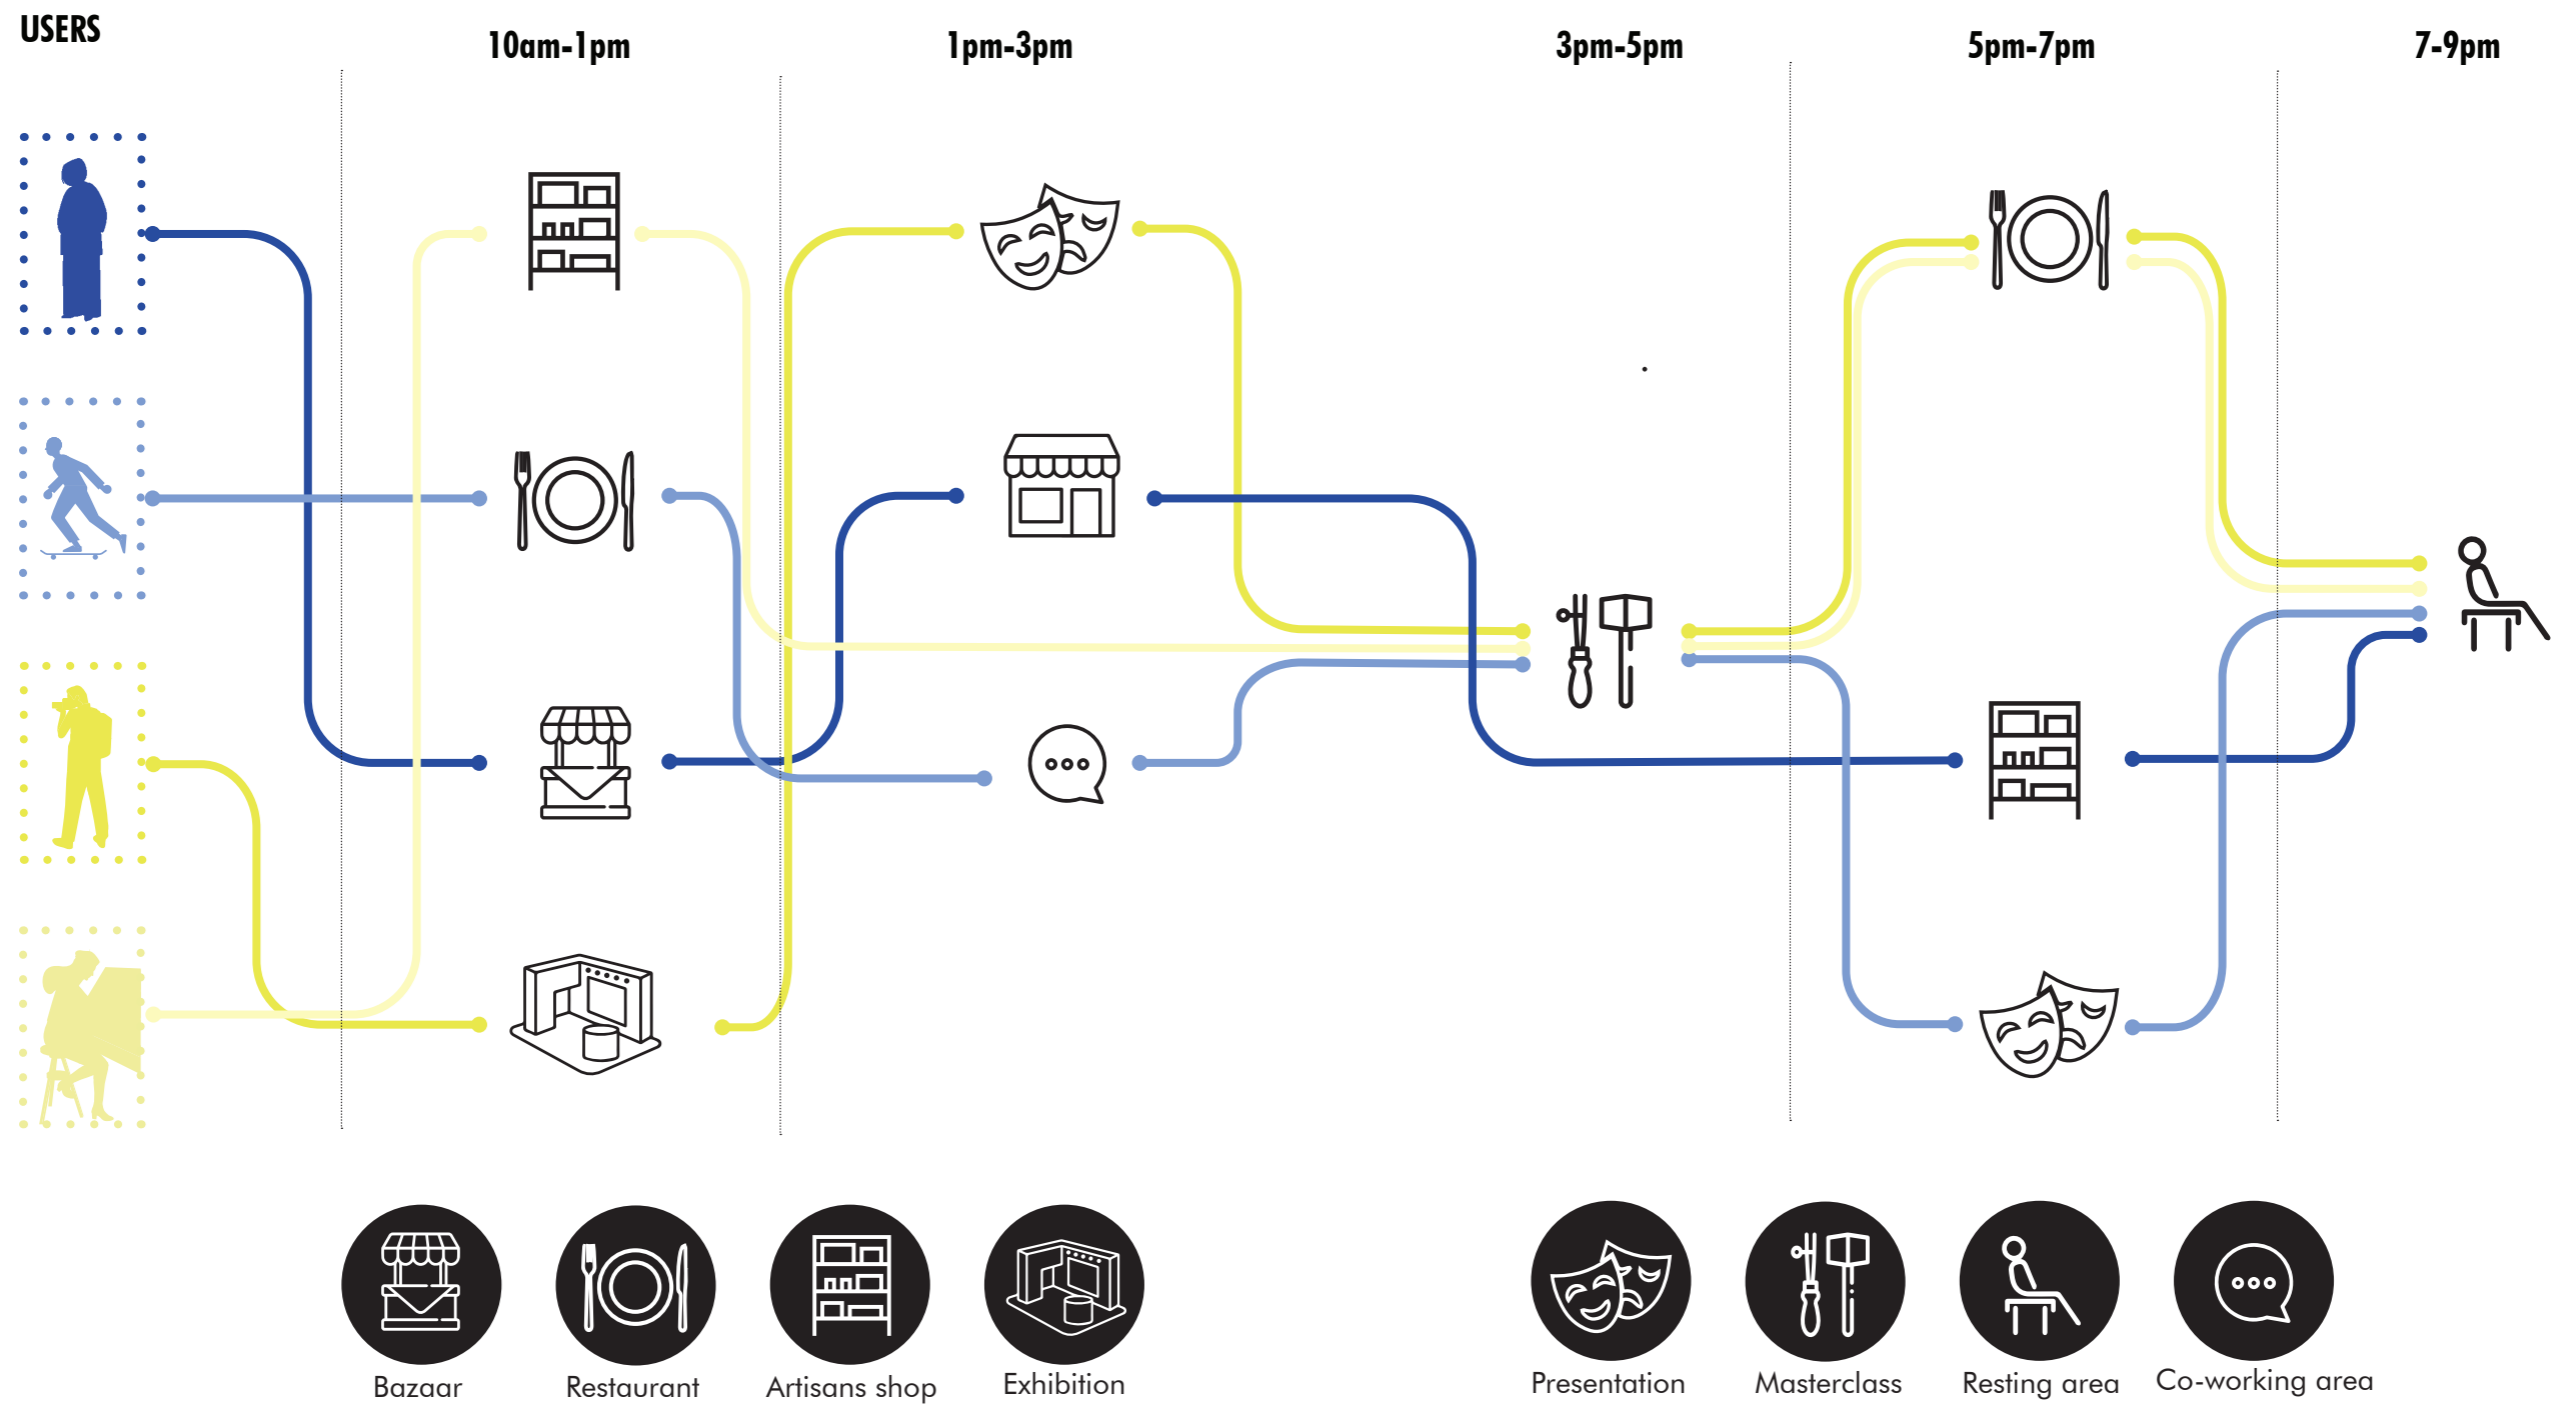 USERS
10am-1pm
1pm-3pm
3pm-5pm
5pm-7pm
7-9pm
Bazaar
Restaurant
Artisans shop
Exhibition
Presentation
Masterclass
Resting area
Co-working area